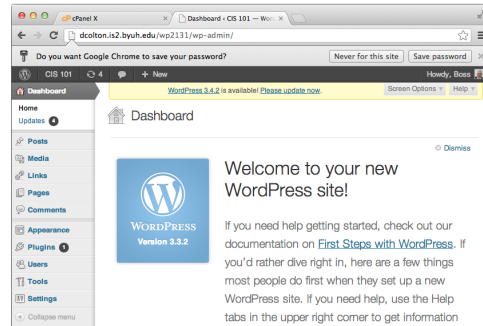 cPanel X
Dashboard ‹ CIS 101 — Wor
dcolton.is2.byuh.edu/wp2131/wp-admin/
Do you want Google Chrome to save your password?
Never for this site
Save password
CIS 101
4
+ New
Howdy, Boss
Dashboard
Home
Updates 4
Posts
Media
Links
Pages
Comments
Appearance
Plugins 1
Users
Tools
Settings
Collapse menu
WordPress 3.4.2 is available! Please update now.
Screen Options
Help
Dashboard
Dismiss
WORDPRESS
Version 3.3.2
Welcome to your new
WordPress site!
If you need help getting started, check out our
documentation on First Steps with WordPress. If
you'd rather dive right in, here are a few things
most people do first when they set up a new
WordPress site. If you need help, use the Help
tabs in the upper right corner to get information